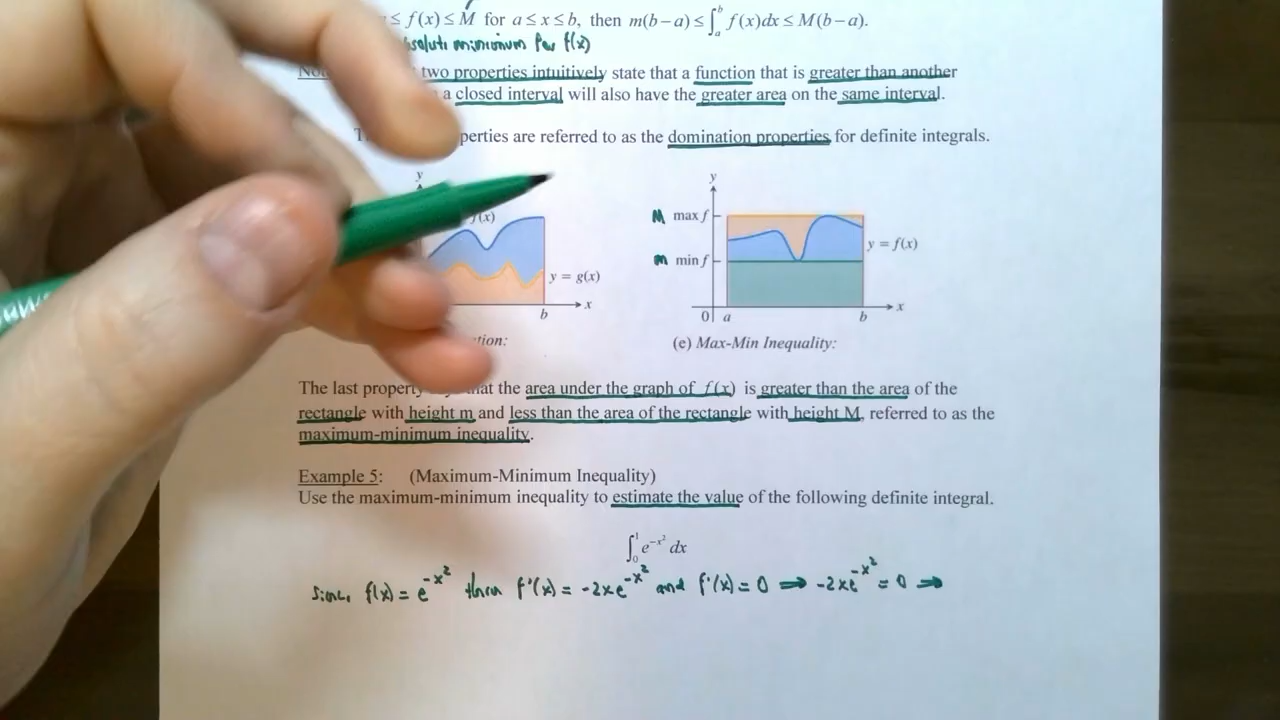 ≤ f(x) ≤ M for a ≤ x ≤ b, then m(b−a) ≤ ∫_a^b f(x)dx ≤ M(b−a).
minimum for f(x)
two properties intuitively state that a function that is greater than another
a closed interval will also have the greater area on the same interval.
are referred to as the domination properties for definite integrals.
y
f(x)
y = g(x)
b
x
y
M max f
m min f
y = f(x)
0 a b x
(e) Max-Min Inequality:
The last property that the area under the graph of f(x) is greater than the area of the
rectangle with height m and less than the area of the rectangle with height M, referred to as the
maximum-minimum inequality.
Example 5: (Maximum-Minimum Inequality)
Use the maximum-minimum inequality to estimate the value of the following definite integral.
∫_0^1 e^{-x²} dx
Since f(x) = e^{-x²} then f'(x) = -2xe^{-x²} and f'(x) = 0 ⇒ -2xe^{-x²} = 0 ⇒